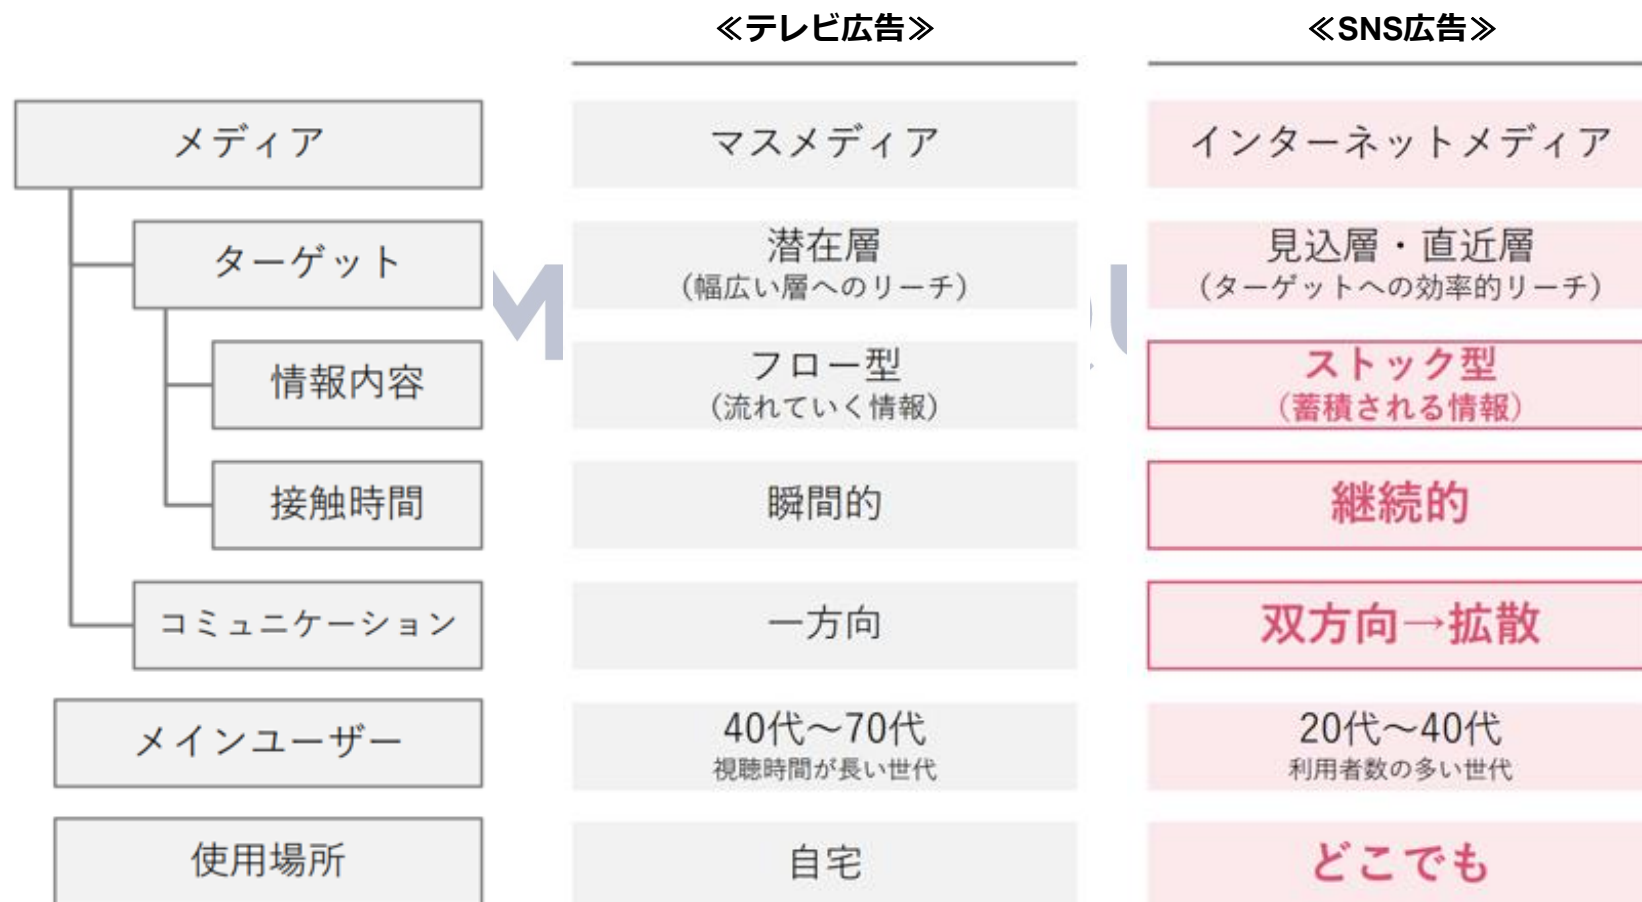 ≪テレビ広告≫ ≪SNS広告≫
メディア マスメディア インターネットメディア
ターゲット 潜在層 見込層・直近層
（幅広い層へのリーチ） （ターゲットへの効率的リーチ）
情報内容 フロー型 ストック型
（流れていく情報） （蓄積される情報）
接触時間 瞬間的 継続的
コミュニケーション 一方向 双方向→拡散
メインユーザー 40代～70代 20代～40代
視聴時間が長い世代 利用者数の多い世代
使用場所 自宅 どこでも